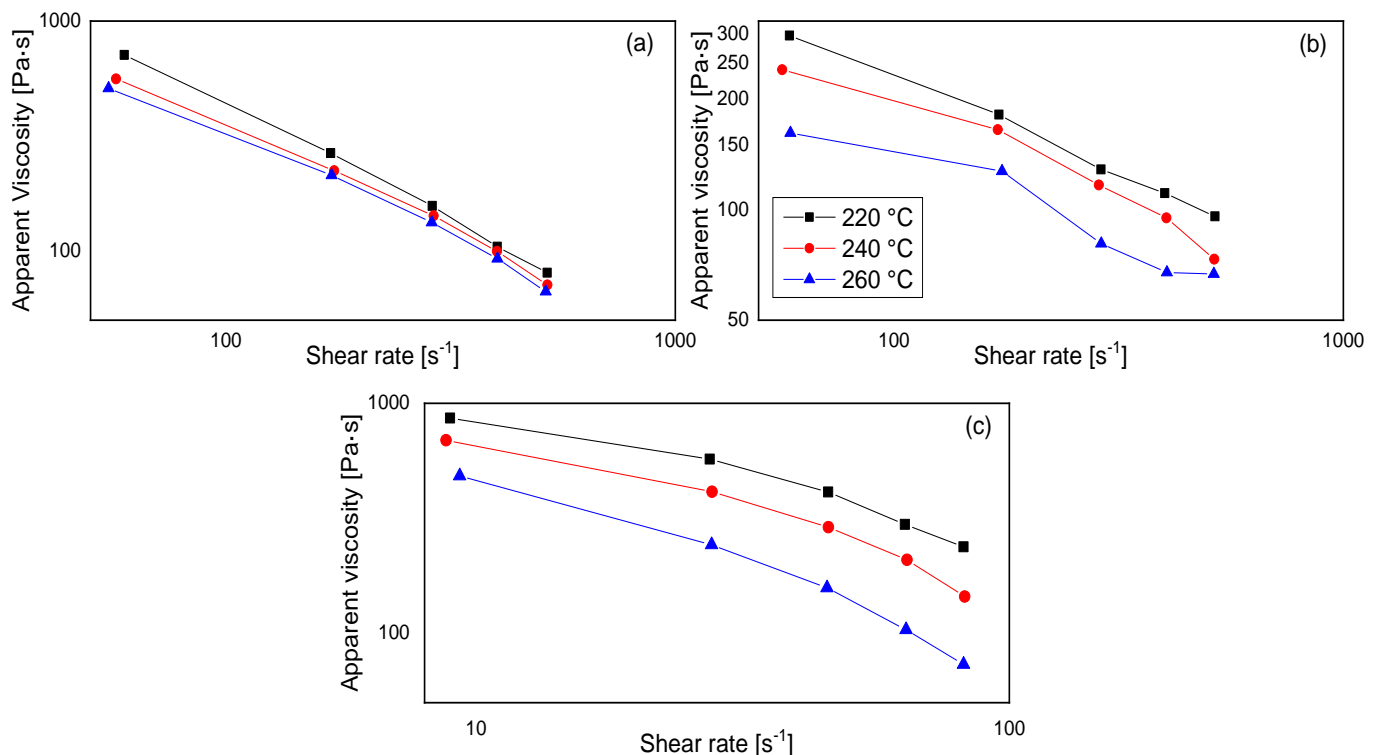 1000
100
Apparent Viscosity [Pa·s]
(a)
100
1000
Shear rate [s⁻¹]
300
250
200
150
100
50
Apparent viscosity [Pa·s]
(b)
220 °C
240 °C
260 °C
100
1000
Shear rate [s⁻¹]
1000
100
Apparent viscosity [Pa·s]
(c)
10
100
Shear rate [s⁻¹]